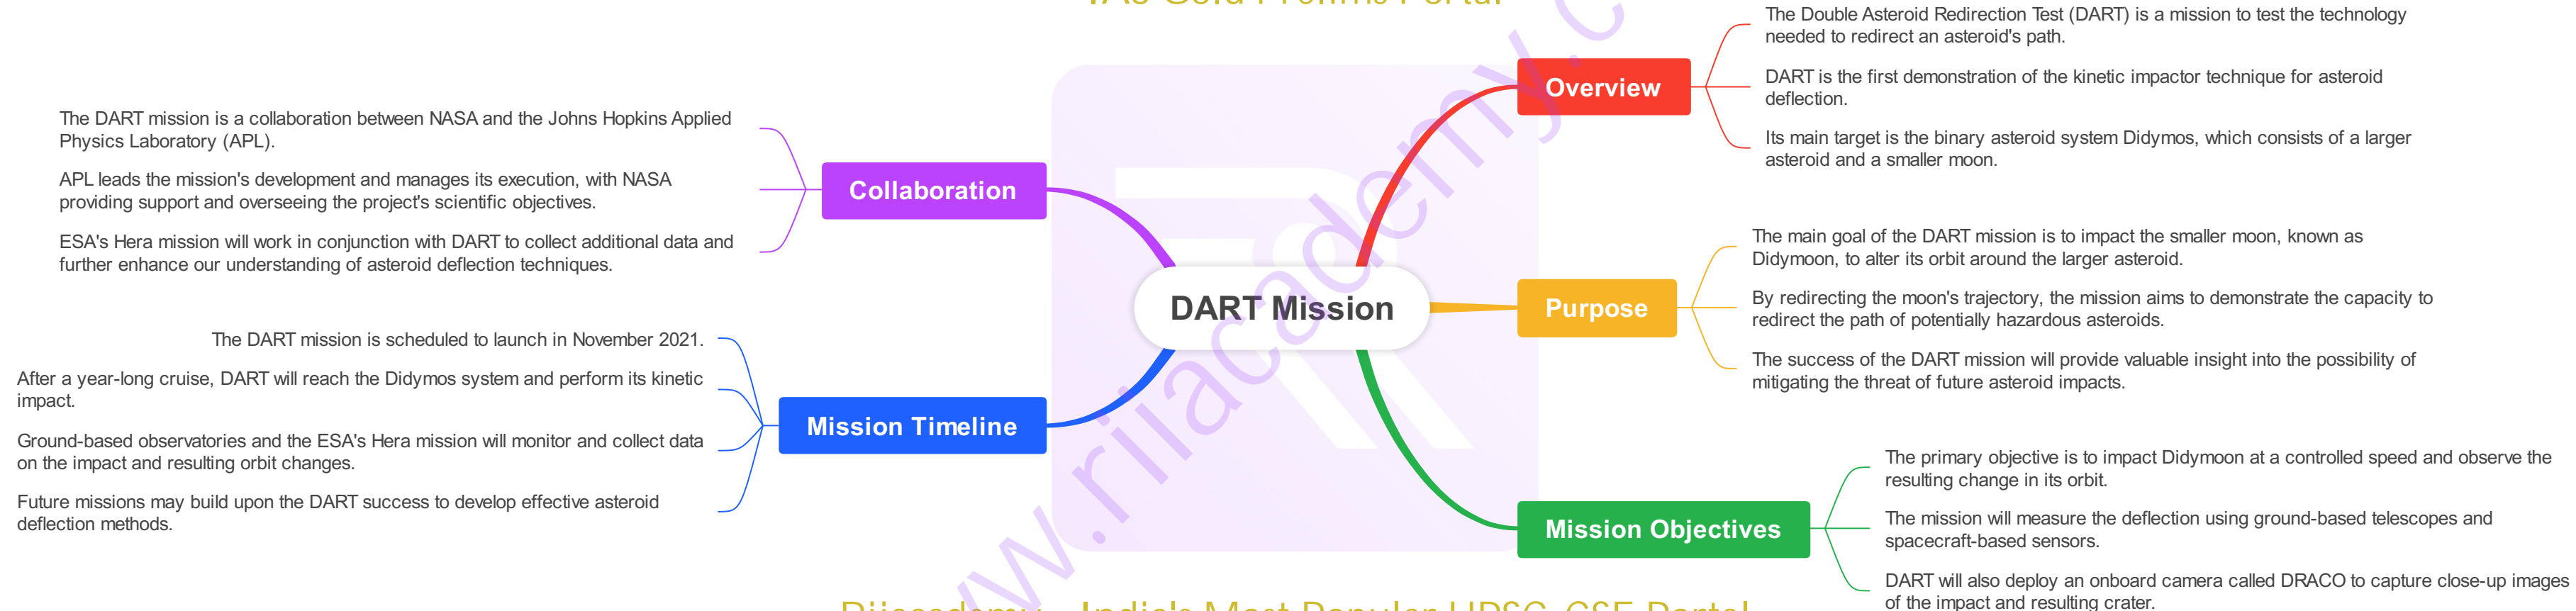 IAS Gold Prelims Portal
The Double Asteroid Redirection Test (DART) is a mission to test the technology
needed to redirect an asteroid's path.
DART is the first demonstration of the kinetic impactor technique for asteroid
deflection.
Its main target is the binary asteroid system Didymos, which consists of a larger
asteroid and a smaller moon.
Overview
The main goal of the DART mission is to impact the smaller moon, known as
Didymoon, to alter its orbit around the larger asteroid.
By redirecting the moon's trajectory, the mission aims to demonstrate the capacity to
redirect the path of potentially hazardous asteroids.
The success of the DART mission will provide valuable insight into the possibility of
mitigating the threat of future asteroid impacts.
Purpose
The primary objective is to impact Didymoon at a controlled speed and observe the
resulting change in its orbit.
The mission will measure the deflection using ground-based telescopes and
spacecraft-based sensors.
DART will also deploy an onboard camera called DRACO to capture close-up images
of the impact and resulting crater.
Mission Objectives
DART Mission
The DART mission is a collaboration between NASA and the Johns Hopkins Applied
Physics Laboratory (APL).
APL leads the mission's development and manages its execution, with NASA
providing support and overseeing the project's scientific objectives.
ESA's Hera mission will work in conjunction with DART to collect additional data and
further enhance our understanding of asteroid deflection techniques.
Collaboration
The DART mission is scheduled to launch in November 2021.
After a year-long cruise, DART will reach the Didymos system and perform its kinetic
impact.
Ground-based observatories and the ESA's Hera mission will monitor and collect data
on the impact and resulting orbit changes.
Future missions may build upon the DART success to develop effective asteroid
deflection methods.
Mission Timeline
w.rijacademy.c
India's Most Popular UPSC CSE Portal